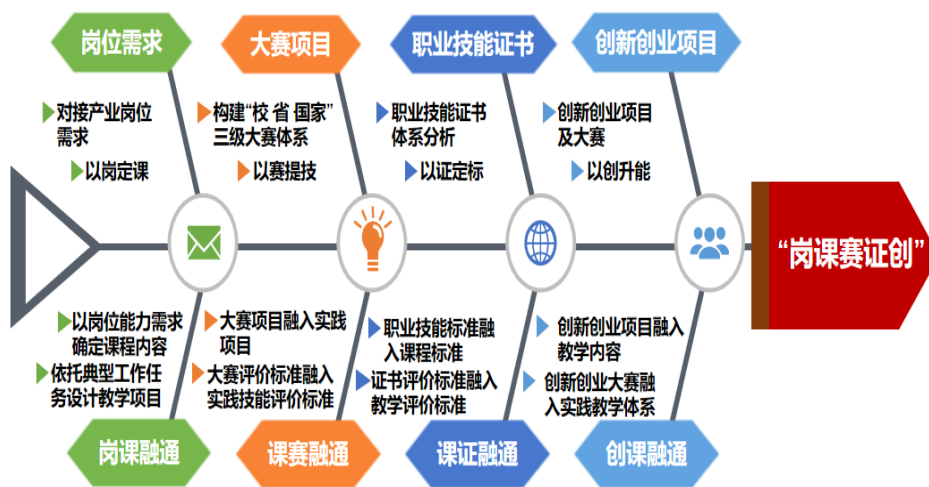 岗位需求
大赛项目
职业技能证书
创新创业项目
对接产业岗位
需求
以岗定课
构建“校 省 国家”
三级大赛体系
以赛提技
职业技能证书
体系分析
以证定标
创新创业项目
及大赛
以创升能
“岗课赛证创”
以岗位能力需求
确定课程内容
依托典型工作任
务设计教学项目
大赛项目融入实践
项目
大赛评价标准融入
实践技能评价标准
职业技能标准融
入课程标准
证书评价标准融入
教学评价标准
创新创业项目融入
教学内容
创新创业大赛融
入实践教学体系
岗课融通
课赛融通
课证融通
创课融通